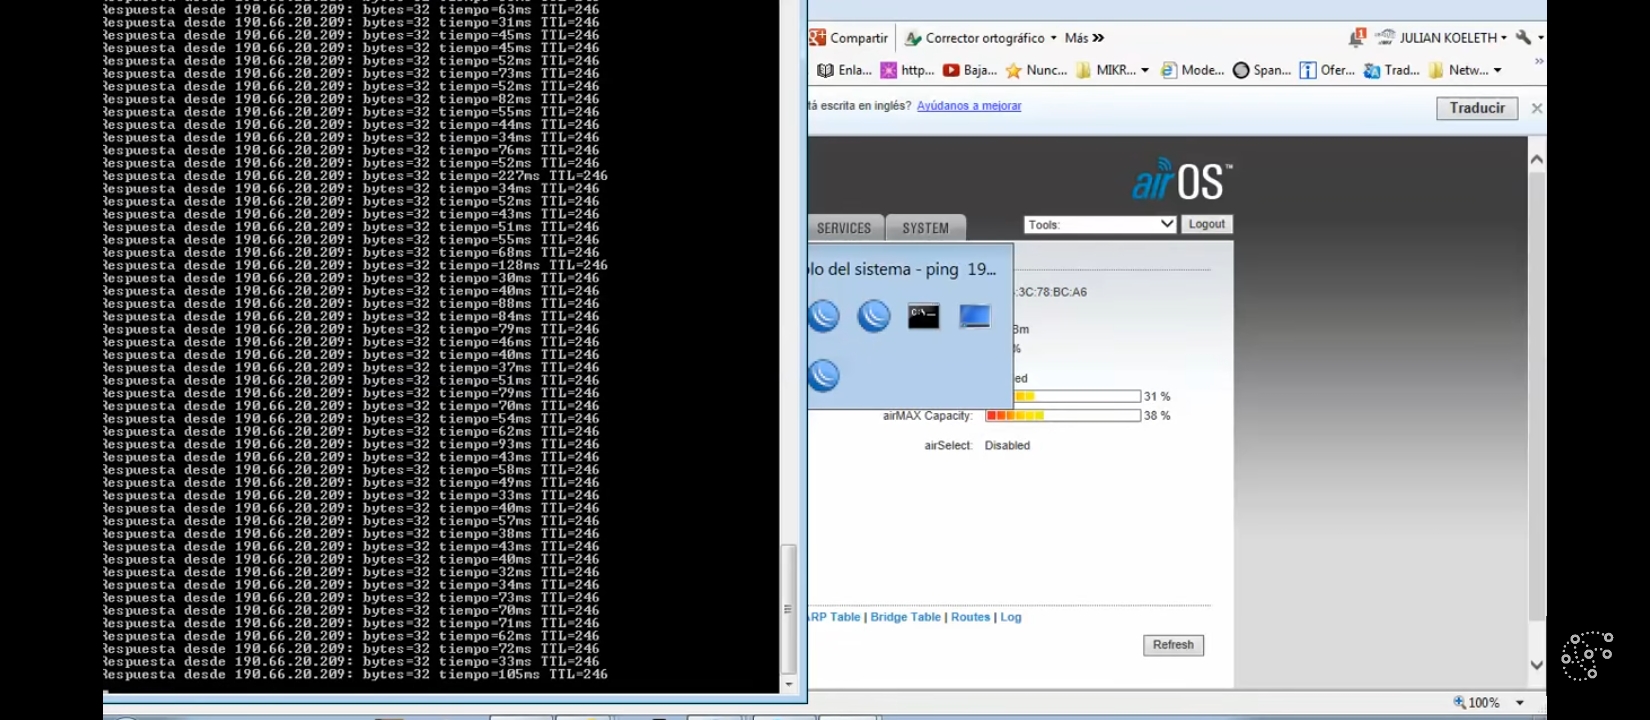 Respuesta desde 190.66.20.209: bytes=32 tiempo=63ms TTL=246
Respuesta desde 190.66.20.209: bytes=32 tiempo=31ms TTL=246
Respuesta desde 190.66.20.209: bytes=32 tiempo=45ms TTL=246
Respuesta desde 190.66.20.209: bytes=32 tiempo=45ms TTL=246
Respuesta desde 190.66.20.209: bytes=32 tiempo=52ms TTL=246
Respuesta desde 190.66.20.209: bytes=32 tiempo=73ms TTL=246
Respuesta desde 190.66.20.209: bytes=32 tiempo=52ms TTL=246
Respuesta desde 190.66.20.209: bytes=32 tiempo=82ms TTL=246
Respuesta desde 190.66.20.209: bytes=32 tiempo=55ms TTL=246
Respuesta desde 190.66.20.209: bytes=32 tiempo=44ms TTL=246
Respuesta desde 190.66.20.209: bytes=32 tiempo=34ms TTL=246
Respuesta desde 190.66.20.209: bytes=32 tiempo=76ms TTL=246
Respuesta desde 190.66.20.209: bytes=32 tiempo=52ms TTL=246
Respuesta desde 190.66.20.209: bytes=32 tiempo=227ms TTL=246
Respuesta desde 190.66.20.209: bytes=32 tiempo=34ms TTL=246
Respuesta desde 190.66.20.209: bytes=32 tiempo=52ms TTL=246
Respuesta desde 190.66.20.209: bytes=32 tiempo=43ms TTL=246
Respuesta desde 190.66.20.209: bytes=32 tiempo=51ms TTL=246
Respuesta desde 190.66.20.209: bytes=32 tiempo=55ms TTL=246
Respuesta desde 190.66.20.209: bytes=32 tiempo=68ms TTL=246
Respuesta desde 190.66.20.209: bytes=32 tiempo=128ms TTL=246
Respuesta desde 190.66.20.209: bytes=32 tiempo=30ms TTL=246
Respuesta desde 190.66.20.209: bytes=32 tiempo=40ms TTL=246
Respuesta desde 190.66.20.209: bytes=32 tiempo=88ms TTL=246
Respuesta desde 190.66.20.209: bytes=32 tiempo=84ms TTL=246
Respuesta desde 190.66.20.209: bytes=32 tiempo=79ms TTL=246
Respuesta desde 190.66.20.209: bytes=32 tiempo=46ms TTL=246
Respuesta desde 190.66.20.209: bytes=32 tiempo=40ms TTL=246
Respuesta desde 190.66.20.209: bytes=32 tiempo=37ms TTL=246
Respuesta desde 190.66.20.209: bytes=32 tiempo=51ms TTL=246
Respuesta desde 190.66.20.209: bytes=32 tiempo=79ms TTL=246
Respuesta desde 190.66.20.209: bytes=32 tiempo=70ms TTL=246
Respuesta desde 190.66.20.209: bytes=32 tiempo=54ms TTL=246
Respuesta desde 190.66.20.209: bytes=32 tiempo=62ms TTL=246
Respuesta desde 190.66.20.209: bytes=32 tiempo=93ms TTL=246
Respuesta desde 190.66.20.209: bytes=32 tiempo=43ms TTL=246
Respuesta desde 190.66.20.209: bytes=32 tiempo=58ms TTL=246
Respuesta desde 190.66.20.209: bytes=32 tiempo=49ms TTL=246
Respuesta desde 190.66.20.209: bytes=32 tiempo=33ms TTL=246
Respuesta desde 190.66.20.209: bytes=32 tiempo=40ms TTL=246
Respuesta desde 190.66.20.209: bytes=32 tiempo=57ms TTL=246
Respuesta desde 190.66.20.209: bytes=32 tiempo=38ms TTL=246
Respuesta desde 190.66.20.209: bytes=32 tiempo=43ms TTL=246
Respuesta desde 190.66.20.209: bytes=32 tiempo=40ms TTL=246
Respuesta desde 190.66.20.209: bytes=32 tiempo=32ms TTL=246
Respuesta desde 190.66.20.209: bytes=32 tiempo=34ms TTL=246
Respuesta desde 190.66.20.209: bytes=32 tiempo=73ms TTL=246
Respuesta desde 190.66.20.209: bytes=32 tiempo=70ms TTL=246
Respuesta desde 190.66.20.209: bytes=32 tiempo=71ms TTL=246
Respuesta desde 190.66.20.209: bytes=32 tiempo=62ms TTL=246
Respuesta desde 190.66.20.209: bytes=32 tiempo=72ms TTL=246
Respuesta desde 190.66.20.209: bytes=32 tiempo=33ms TTL=246
Respuesta desde 190.66.20.209: bytes=32 tiempo=105ms TTL=246
Compartir Corrector ortográfico Más » 1 JULIAN KOELETH
Enla... http... Baja... Nunc... MIKR... Mode... Span... Ofer... Trad... Netw... »
tá escrita en inglés? Ayúdanos a mejorar Traducir
airOS™
SERVICES SYSTEM Tools: Logout
lo del sistema - ping 19...
C:\
:3C:78:BC:A6
3m
%
ed
31 %
airMAX Capacity: 38 %
airSelect: Disabled
RP Table | Bridge Table | Routes | Log
Refresh
100%